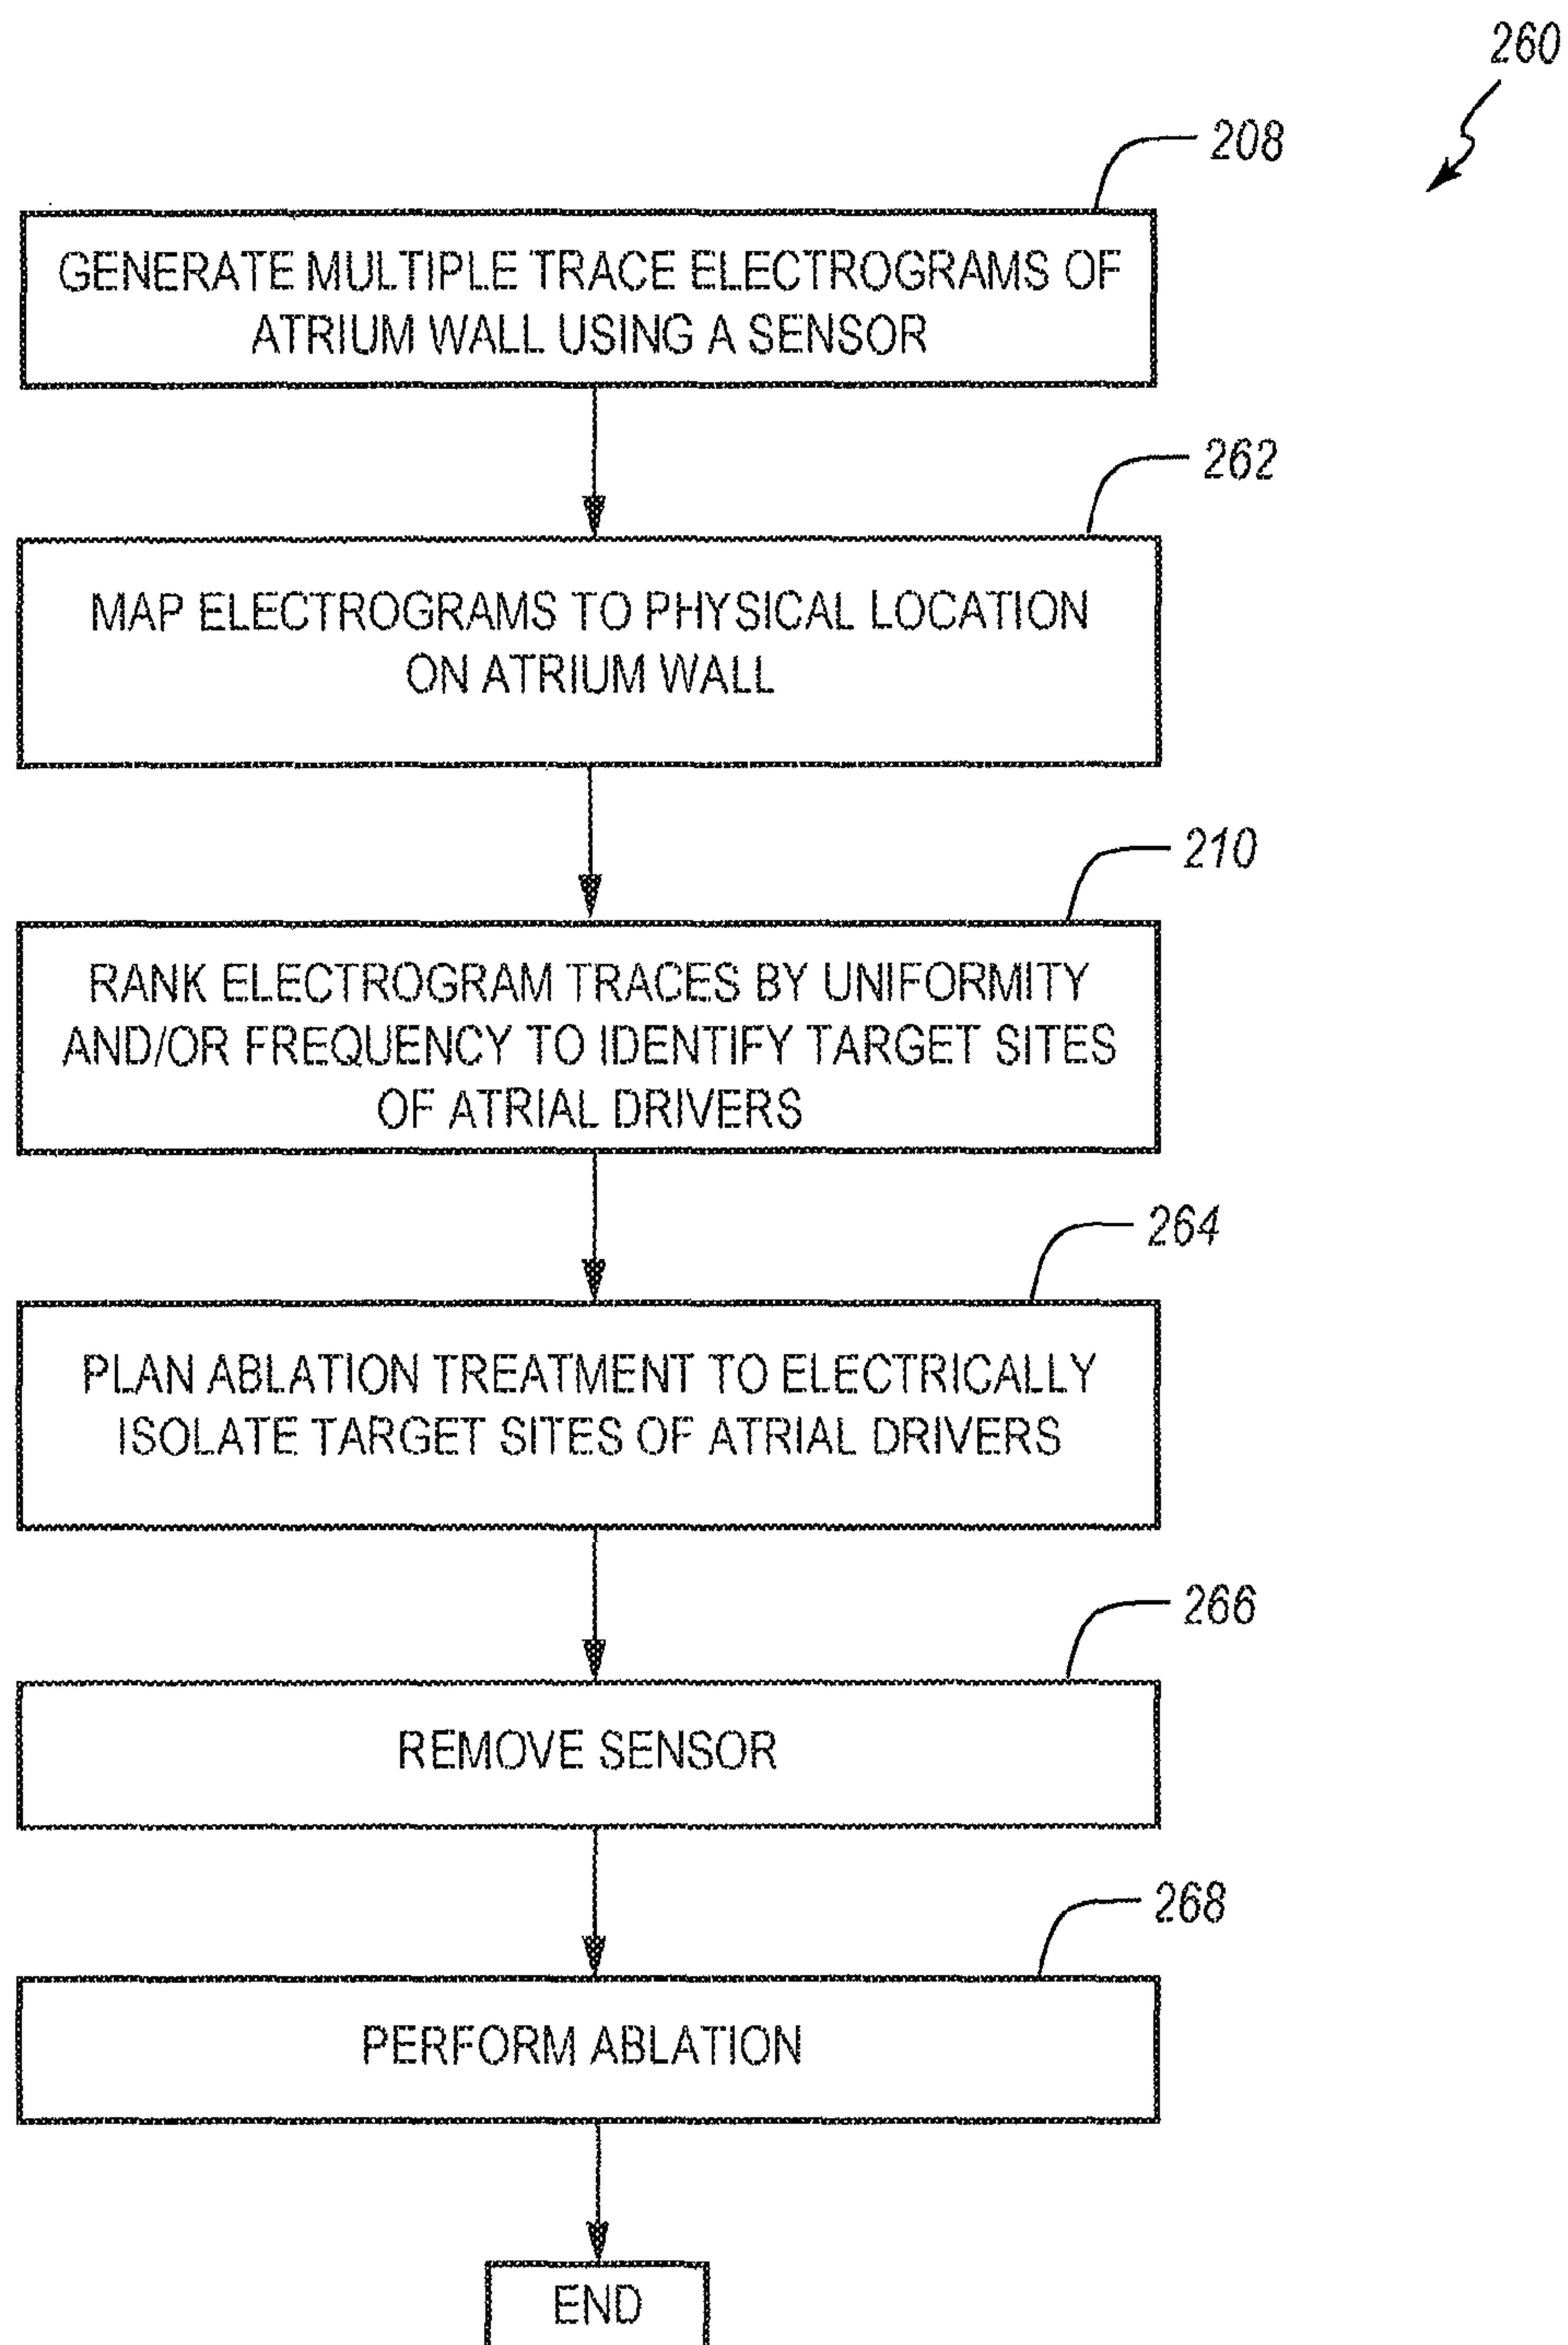 260
208
GENERATE MULTIPLE TRACE ELECTROGRAMS OF
ATRIUM WALL USING A SENSOR
262
MAP ELECTROGRAMS TO PHYSICAL LOCATION
ON ATRIUM WALL
210
RANK ELECTROGRAM TRACES BY UNIFORMITY
AND/OR FREQUENCY TO IDENTIFY TARGET SITES
OF ATRIAL DRIVERS
264
PLAN ABLATION TREATMENT TO ELECTRICALLY
ISOLATE TARGET SITES OF ATRIAL DRIVERS
266
REMOVE SENSOR
268
PERFORM ABLATION
END